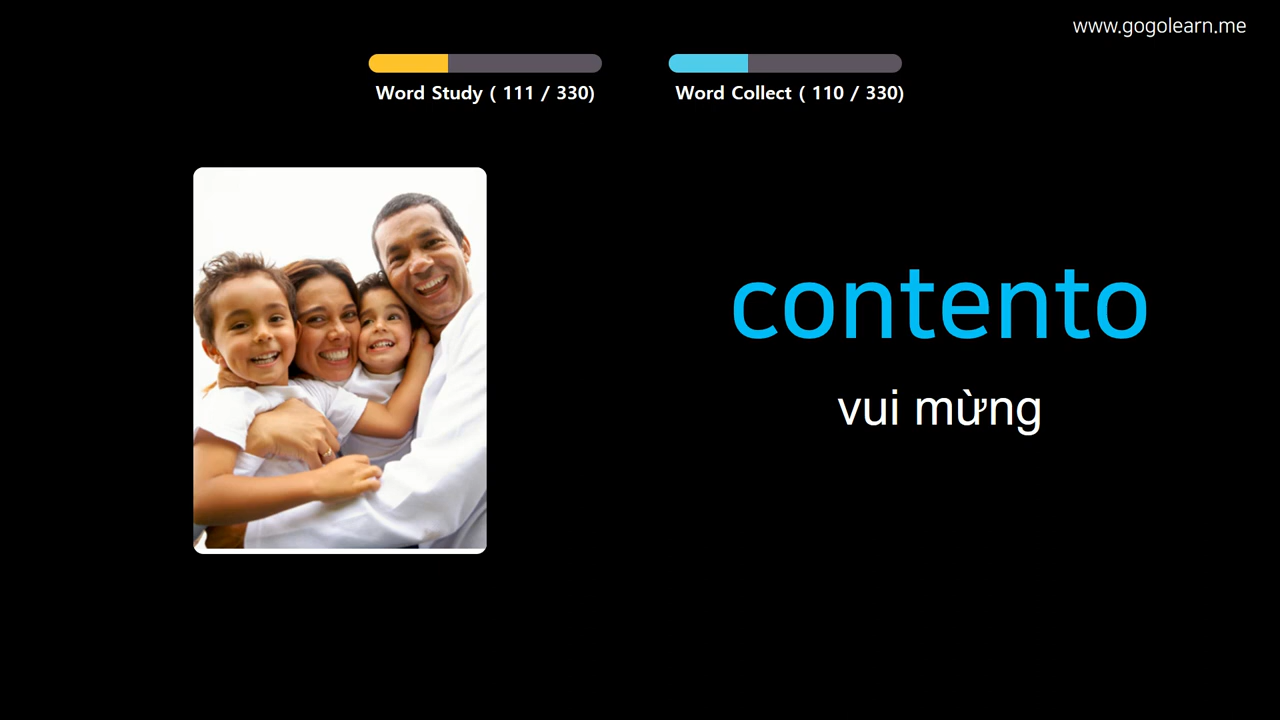 www.gogolearn.me
Word Study ( 111 / 330)
Word Collect ( 110 / 330)
contento
vui mừng